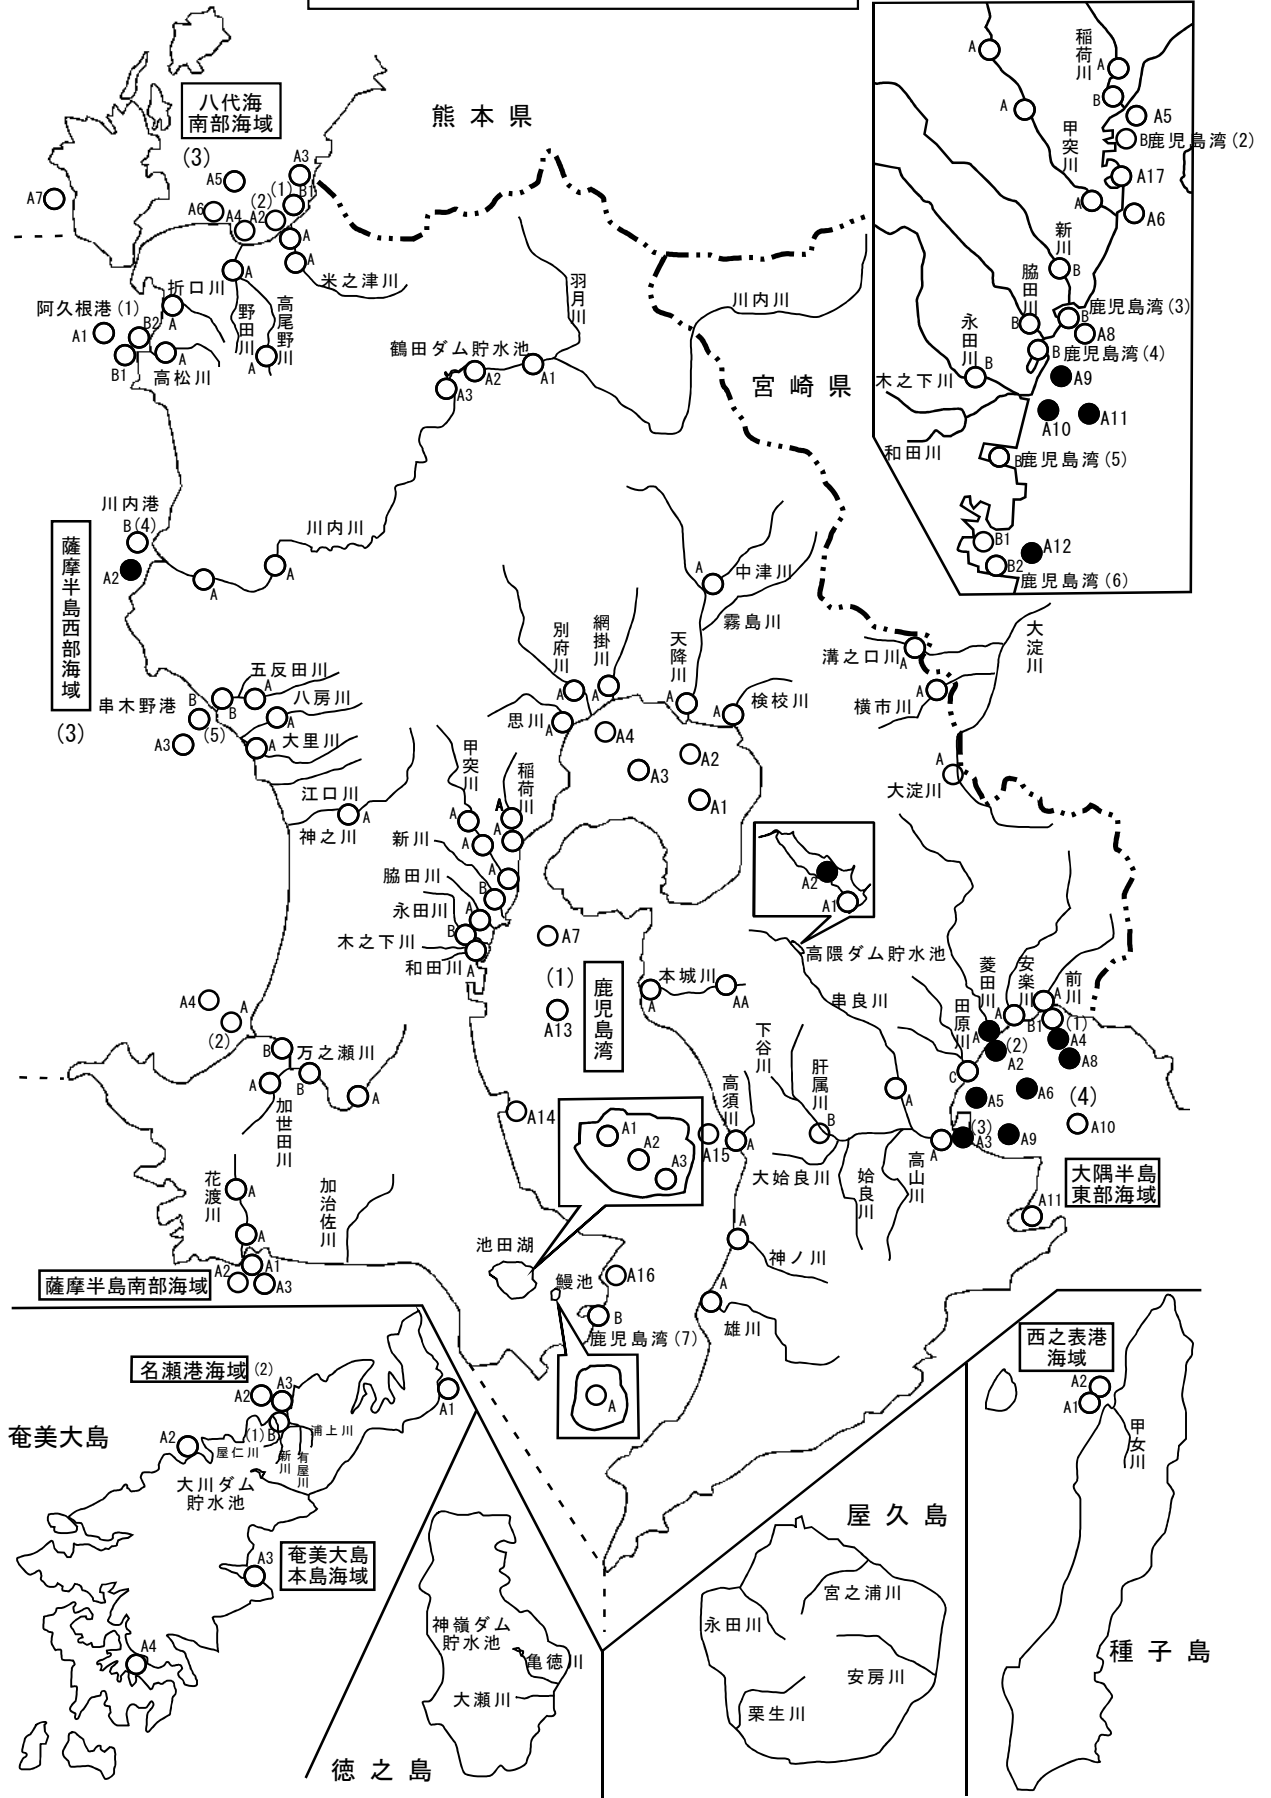 八代海
南部海域
(3)
熊本県
A7
A5
A3
(1)
B1
(2)
A6
A4
A2
A
A
A
米之津川
折口川
A
野田川
高尾野川
A
阿久根港(1)
A1
B2
B1
A
高松川
羽月川
川内川
鶴田ダム貯水池
A3
A2
A1
宮崎県
A
A
稲荷川
A
B
A5
B鹿児島湾(2)
A17
甲突川
A
A6
新川
B
脇田川
B
B
鹿児島湾(3)
A8
B
鹿児島湾(4)
永田川
B
A9
木之下川
A10
A11
和田川
B
鹿児島湾(5)
B1
A12
B2
鹿児島湾(6)
川内港
B(4)
A2
川内川
A
A
薩摩半島西部海域
(3)
A
中津川
霧島川
別府川
網掛川
天降川
A
A
A
A
検校川
思川
A
A4
A3
A2
A1
溝之口川
A
大淀川
A
横市川
A
大淀川
五反田川
A
八房川
串木野港
B
B
A
(5)
A3
A
大里川
江口川
A
神之川
甲突川
稲荷川
A
A
A
A
新川
脇田川
B
永田川
A
B
木之下川
和田川
A
A7
(1)
A13
鹿児島湾
本城川
A
AA
A2
A1
高隈ダム貯水池
串良川
菱田川
安楽川
前川
田原川
A
A
A
B1
(1)
A4
(2)
A2
A8
C
A5
A6
(4)
A10
(3)
A3
A9
A
大隅半島
東部海域
A11
下谷川
肝属川
B
高須川
A
A15
大姶良川
姶良川
高山川
A
A4
A
(2)
B
万之瀬川
A
B
A
加世田川
A14
A1
A2
A3
花渡川
A
加治佐川
A
A2
A1
A3
薩摩半島南部海域
池田湖
鰻池
A16
B
鹿児島湾(7)
A
A
神ノ川
A
雄川
名瀬港海域
(2)
A2
A3
A1
奄美大島
A2
(1)
B
浦上川
屋仁川
新川
有屋川
大川ダム
貯水池
A3
奄美大島
本島海域
A4
神嶺ダム
貯水池
亀徳川
大瀬川
徳之島
屋久島
宮之浦川
永田川
安房川
栗生川
西之表港
海域
A2
A1
甲女川
種子島